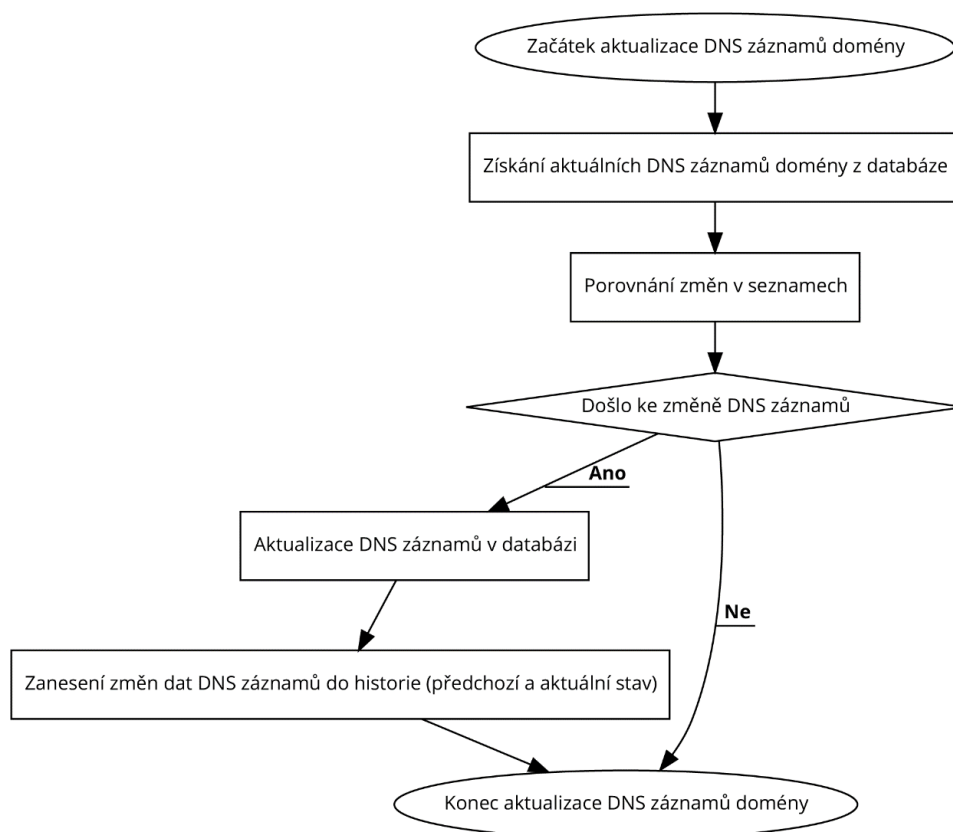 Začátek aktualizace DNS záznamů domény
Získání aktuálních DNS záznamů domény z databáze
Porovnání změn v seznamech
Došlo ke změně DNS záznamů
Ano
Aktualizace DNS záznamů v databázi
Ne
Zanesení změn dat DNS záznamů do historie (předchozí a aktuální stav)
Konec aktualizace DNS záznamů domény